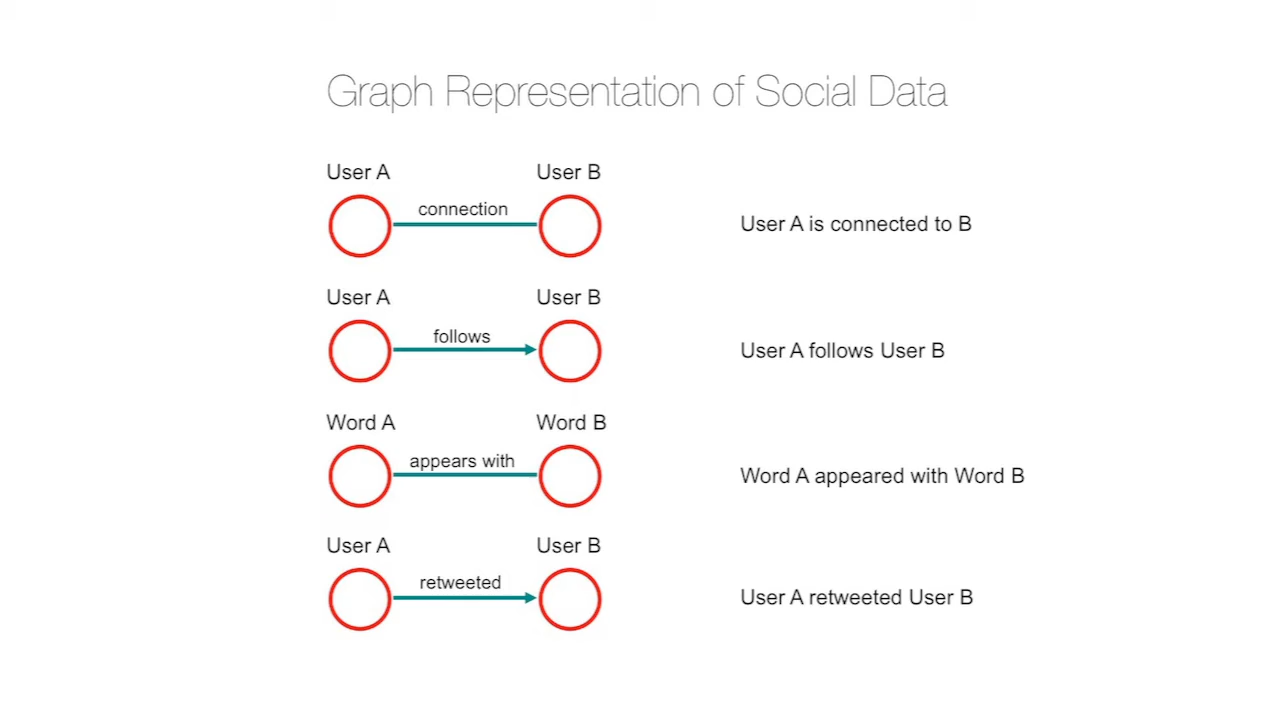 Graph Representation of Social Data
User A
User B
connection
User A is connected to B
User A
User B
follows
User A follows User B
Word A
Word B
appears with
Word A appeared with Word B
User A
User B
retweeted
User A retweeted User B